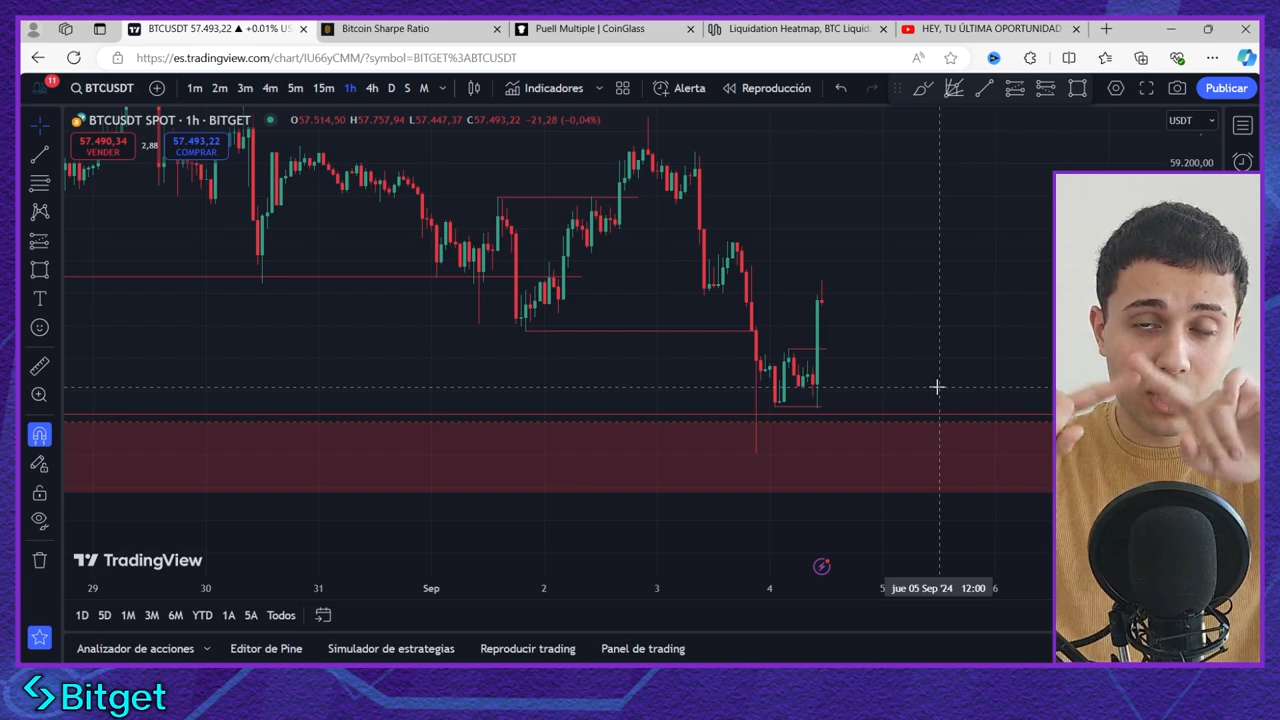 BTCUSDT 57.493,22 ▲ +0.01% US
Bitcoin Sharpe Ratio
Puell Multiple | CoinGlass
Liquidation Heatmap, BTC Liquid
HEY, TU ÚLTIMA OPORTUNIDAD
https://es.tradingview.com/chart/IU66yCMM/?symbol=BITGET%3ABTCUSDT
11
BTCUSDT
1m 2m 3m 4m 5m 15m 1h 4h D S M
Indicadores
Alerta
Reproducción
Publicar
BTCUSDT SPOT · 1h · BITGET
O57.514,50 H57.757,94 L57.447,37 C57.493,22 −21,28 (−0,04%)
USDT
57.490,34
VENDER
2,88
57.493,22
COMPRAR
59.200,00
TradingView
29 30 31 Sep 2 3 4 5 jue 05 Sep '24 12:00 6
1D 5D 1M 3M 6M YTD 1A 5A Todos
Analizador de acciones
Editor de Pine
Simulador de estrategias
Reproducir trading
Panel de trading
Bitget